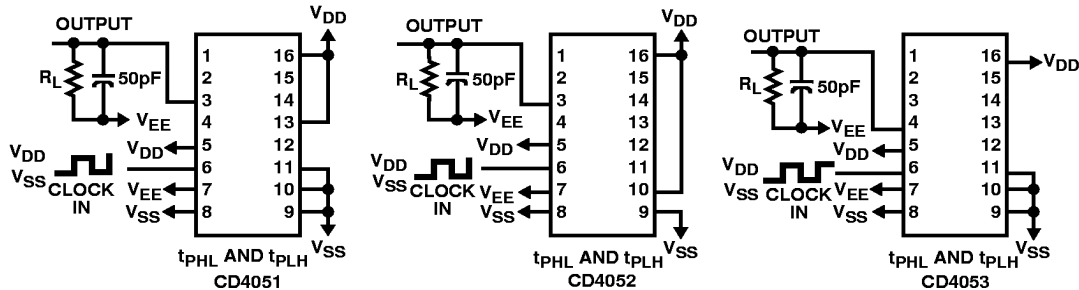 OUTPUT
V_DD
R_L
50pF
V_EE
V_DD
V_DD
V_SS
CLOCK
IN
V_EE
V_SS
1 16
2 15
3 14
4 13
5 12
6 11
7 10
8 9
V_SS
t_PHL AND t_PLH
CD4051
OUTPUT
V_DD
R_L
50pF
V_EE
V_DD
V_DD
V_SS
CLOCK
IN
V_EE
V_SS
1 16
2 15
3 14
4 13
5 12
6 11
7 10
8 9
V_SS
t_PHL AND t_PLH
CD4052
OUTPUT
V_DD
R_L
50pF
V_EE
V_DD
V_DD
V_SS
CLOCK
IN
V_EE
V_SS
1 16
2 15
3 14
4 13
5 12
6 11
7 10
8 9
V_SS
t_PHL AND t_PLH
CD4053